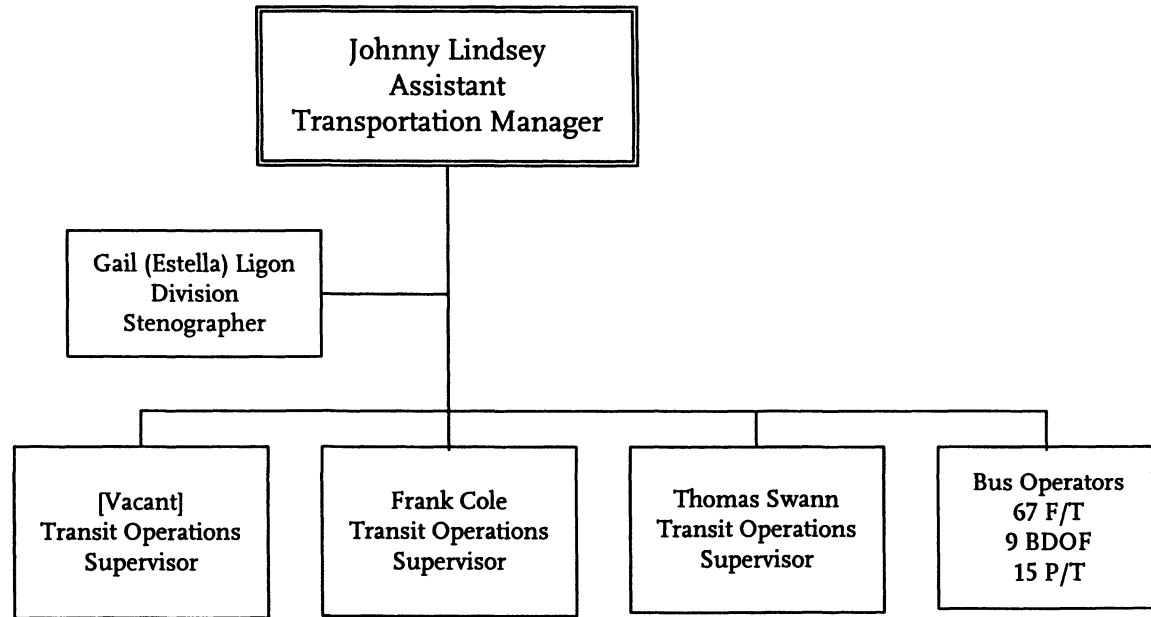 Johnny Lindsey
Assistant
Transportation Manager
Gail (Estella) Ligon
Division
Stenographer
[Vacant]
Transit Operations
Supervisor
Frank Cole
Transit Operations
Supervisor
Thomas Swann
Transit Operations
Supervisor
Bus Operators
67 F/T
9 BDOF
15 P/T